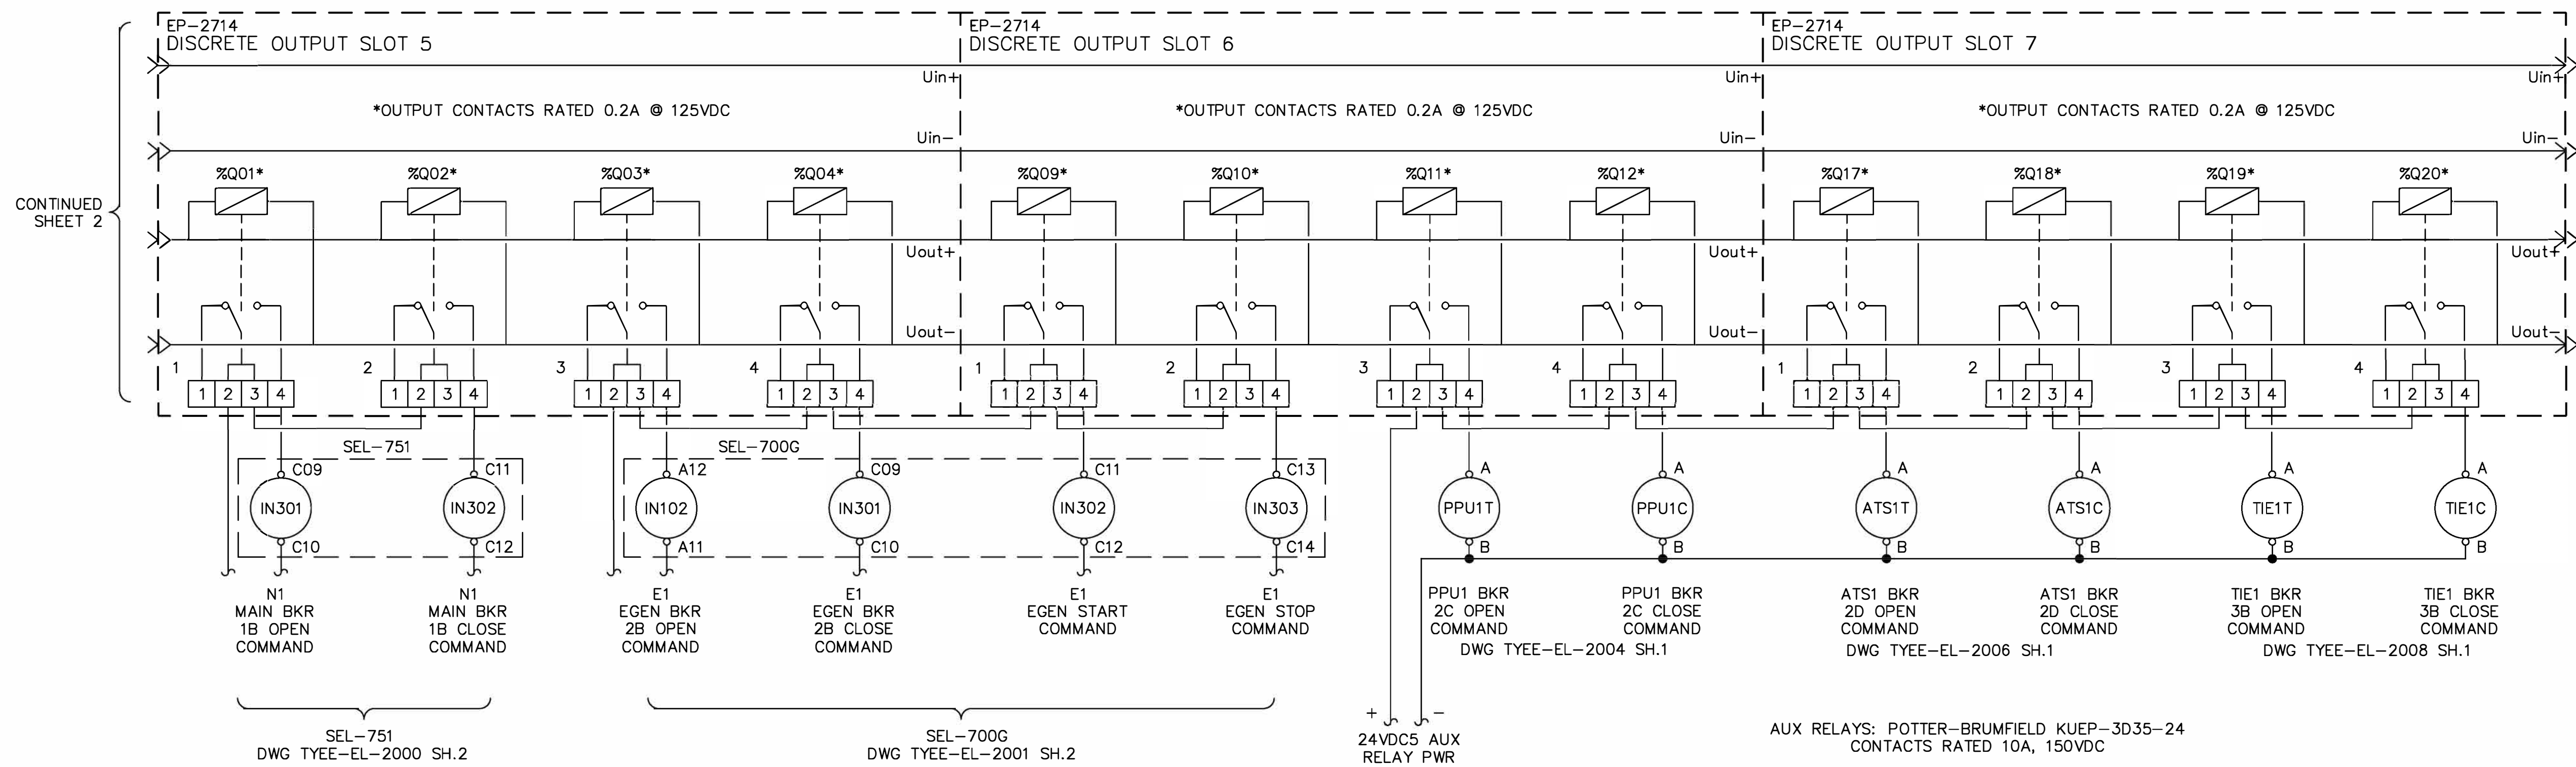 EP-2714
DISCRETE OUTPUT SLOT 5
EP-2714
DISCRETE OUTPUT SLOT 6
EP-2714
DISCRETE OUTPUT SLOT 7
Uin+ Uin+ Uin+
*OUTPUT CONTACTS RATED 0.2A @ 125VDC
*OUTPUT CONTACTS RATED 0.2A @ 125VDC
*OUTPUT CONTACTS RATED 0.2A @ 125VDC
Uin- Uin- Uin-
%Q01* %Q02* %Q03* %Q04* %Q09* %Q10* %Q11* %Q12* %Q17* %Q18* %Q19* %Q20*
CONTINUED
SHEET 2
Uout+ Uout+ Uout+
Uout- Uout- Uout-
1 2 3 4 1 2 3 4 1 2 3 4
1 2 3 4 1 2 3 4 1 2 3 4 1 2 3 4 1 2 3 4 1 2 3 4 1 2 3 4 1 2 3 4 1 2 3 4 1 2 3 4 1 2 3 4 1 2 3 4
SEL-751 SEL-700G
C09 C11 A12 C09 C11 C13 A A A A A A
IN301 IN302 IN102 IN301 IN302 IN303 PPU1T PPU1C ATS1T ATS1C TIE1T TIE1C
C10 C12 A11 C10 C12 C14 B B B B B B
N1
MAIN BKR
1B OPEN
COMMAND
N1
MAIN BKR
1B CLOSE
COMMAND
E1
EGEN BKR
2B OPEN
COMMAND
E1
EGEN BKR
2B CLOSE
COMMAND
E1
EGEN START
COMMAND
E1
EGEN STOP
COMMAND
PPU1 BKR
2C OPEN
COMMAND
PPU1 BKR
2C CLOSE
COMMAND
DWG TYEE-EL-2004 SH.1
ATS1 BKR
2D OPEN
COMMAND
ATS1 BKR
2D CLOSE
COMMAND
DWG TYEE-EL-2006 SH.1
TIE1 BKR
3B OPEN
COMMAND
TIE1 BKR
3B CLOSE
COMMAND
DWG TYEE-EL-2008 SH.1
SEL-751
DWG TYEE-EL-2000 SH.2
SEL-700G
DWG TYEE-EL-2001 SH.2
+ -
24VDC5 AUX
RELAY PWR
AUX RELAYS: POTTER-BRUMFIELD KUEP-3D35-24
CONTACTS RATED 10A, 150VDC